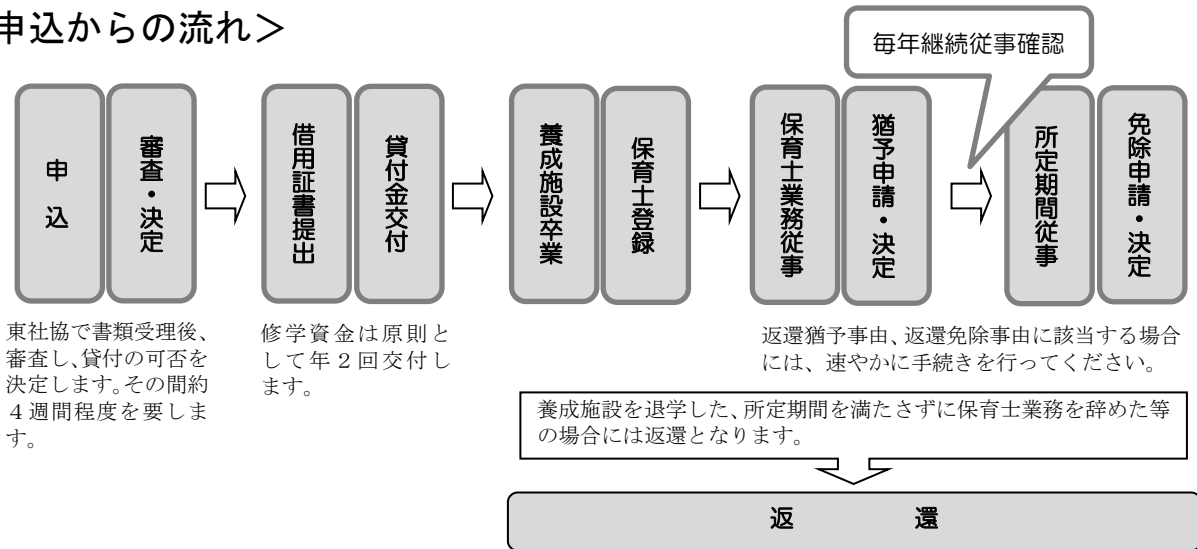 申込からの流れ＞
毎年継続従事確認
申込
審査・決定
借用証書提出
貸付金交付
養成施設卒業
保育士登録
保育士業務従事
猶予申請・決定
所定期間従事
免除申請・決定
東社協で書類受理後、
審査し、貸付の可否を
決定します。その間約
４週間程度を要しま
す。
修学資金は原則と
して年２回交付し
ます。
返還猶予事由、返還免除事由に該当する場合
には、速やかに手続きを行ってください。
養成施設を退学した、所定期間を満たさずに保育士業務を辞めた等
の場合には返還となります。
返　還